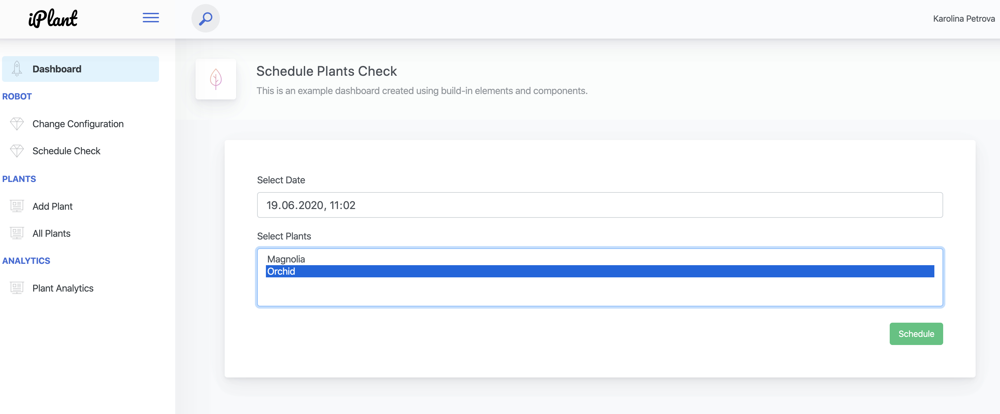 iPlant
Karolina Petrova
Dashboard
ROBOT
Change Configuration
Schedule Check
PLANTS
Add Plant
All Plants
ANALYTICS
Plant Analytics
Schedule Plants Check
This is an example dashboard created using build-in elements and components.
Select Date
19.06.2020, 11:02
Select Plants
Magnolia
Orchid
Schedule